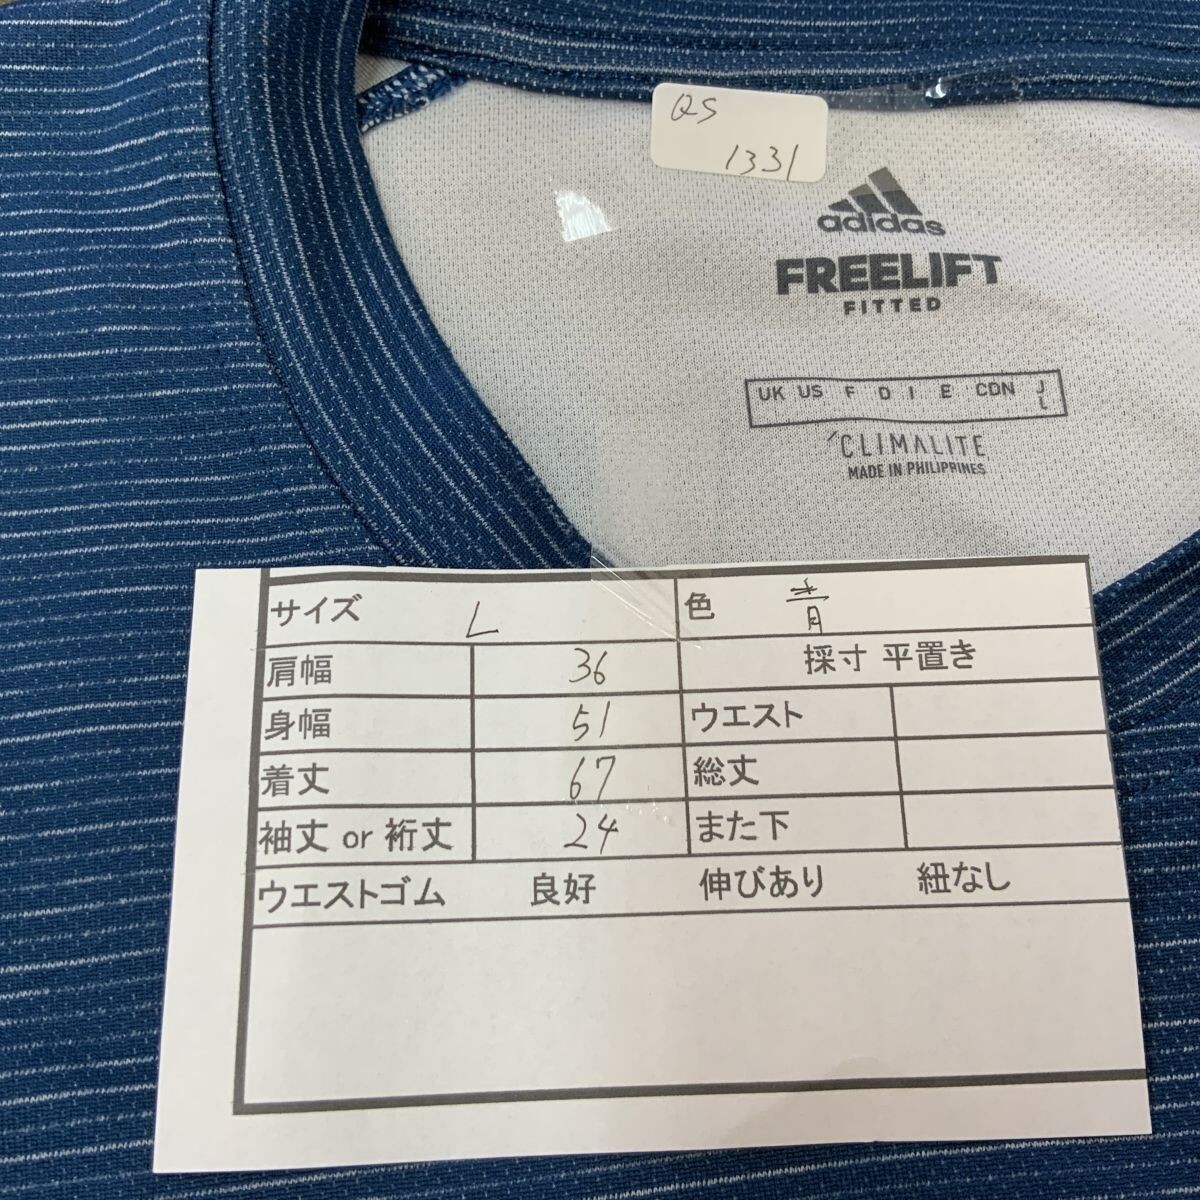 QS
1331
adidas
FREELIFT
FITTED
UK US F D I E CDN J
L
CLIMALITE
MADE IN PHILIPPINES
サイズ L 色 青
肩幅 36 採寸 平置き
身幅 51 ウエスト
着丈 67 総丈
袖丈 or 裄丈 24 また下
ウエストゴム 良好 伸びあり 紐なし